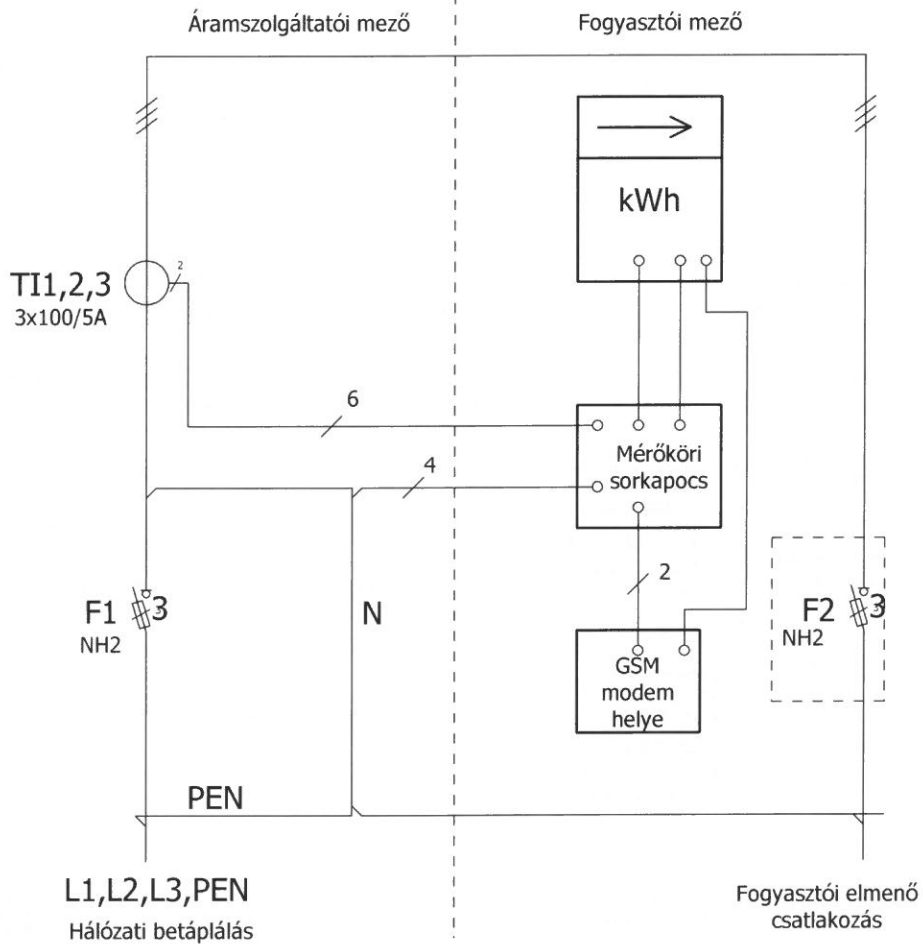 Áramszolgáltatói mező
Fogyasztói mező
kWh
2
TI1,2,3
3x100/5A
6
Mérőköri
sorkapocs
4
2
F1
3
NH2
N
F2
3
NH2
GSM
modem
helye
PEN
L1,L2,L3,PEN
Hálózati betáplálás
Fogyasztói elmenő
csatlakozás